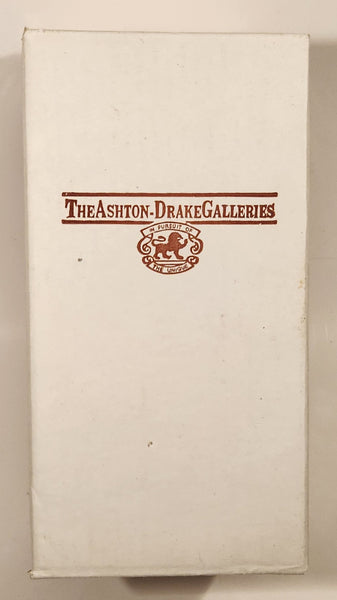 THE ASHTON-DRAKE GALLERIES
IN PURSUIT OF
THE UNIQUE